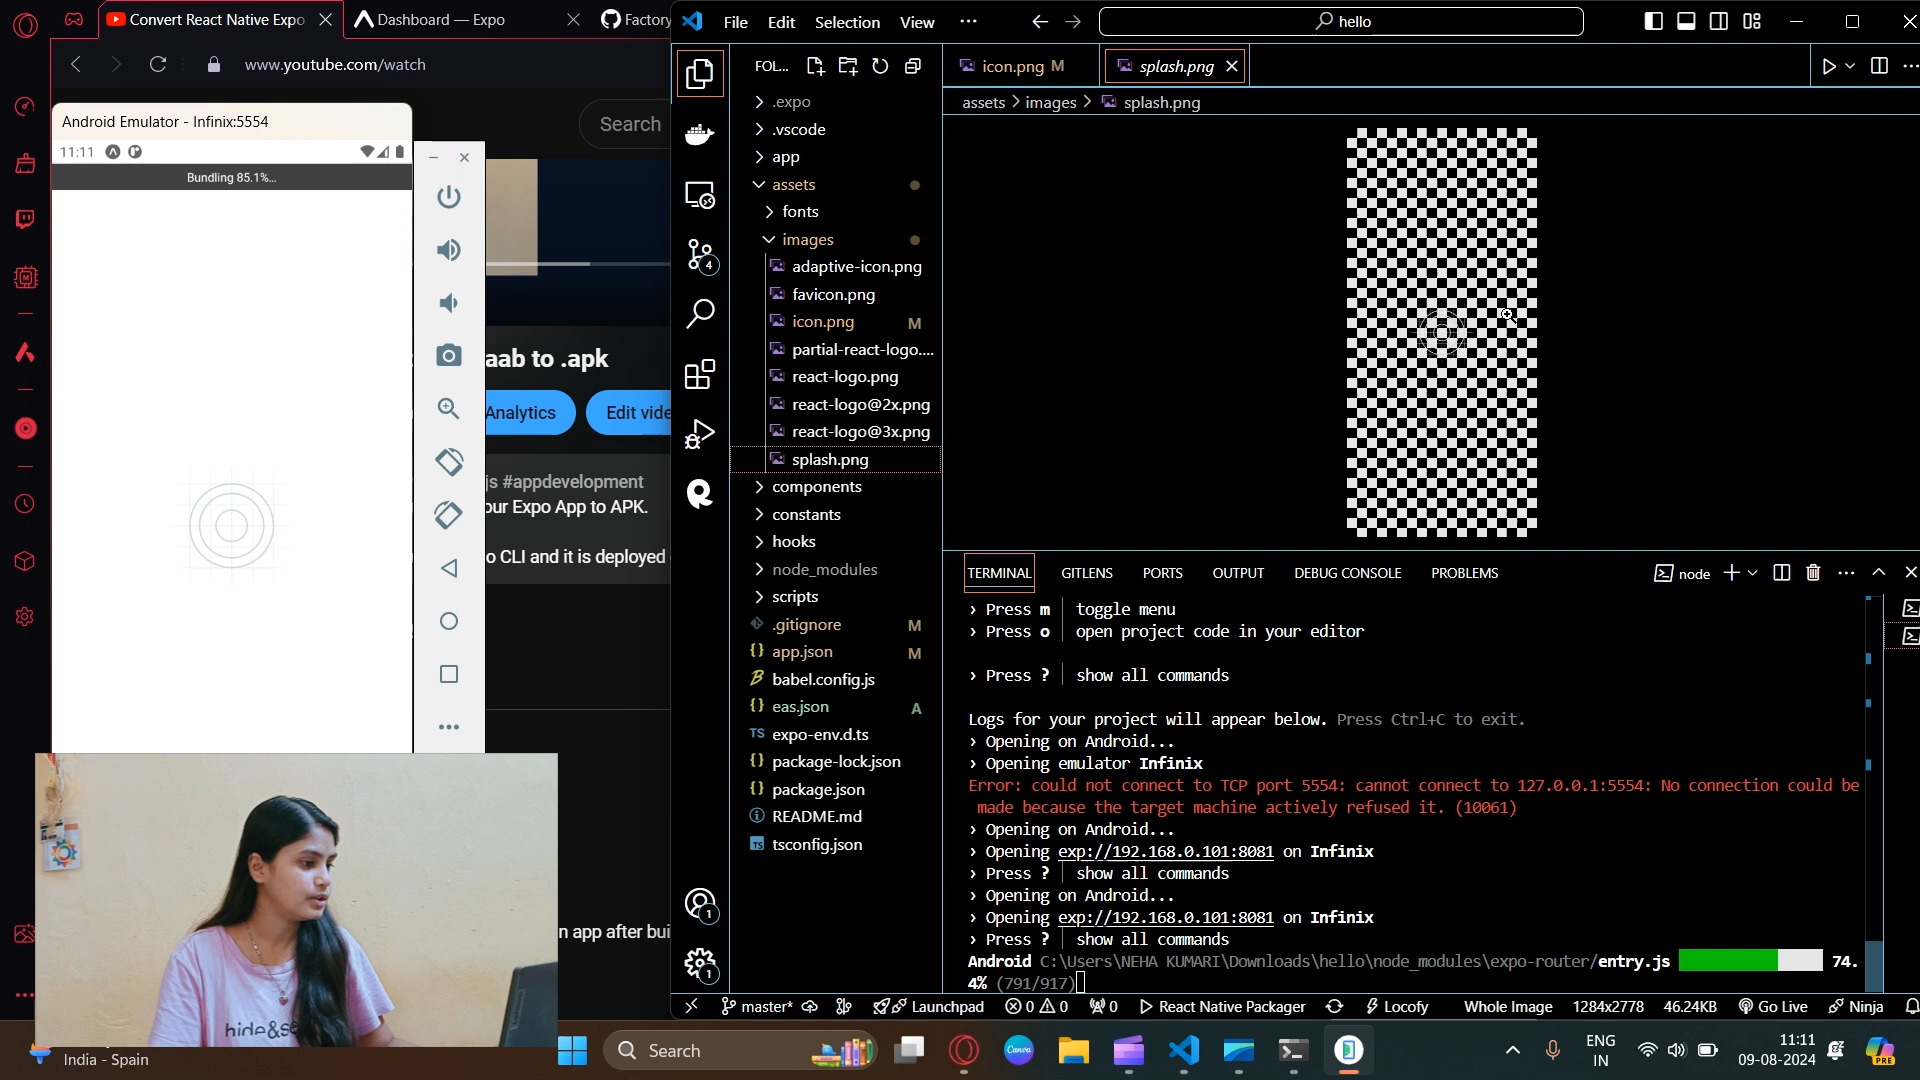 Convert React Native Expo
Dashboard — Expo
Factory
www.youtube.com/watch
Search
aab to .apk
Analytics
Edit vide
js #appdevelopment
our Expo App to APK.
o CLI and it is deployed
n app after bui
Android Emulator - Infinix:5554
11:11
Bundling 85.1%...
hide&se
File
Edit
Selection
View
hello
FOL...
.expo
.vscode
app
assets
fonts
images
adaptive-icon.png
favicon.png
icon.png M
partial-react-logo....
react-logo.png
react-logo@2x.png
react-logo@3x.png
splash.png
components
constants
hooks
node_modules
scripts
.gitignore M
app.json M
babel.config.js
eas.json A
TS expo-env.d.ts
package-lock.json
package.json
README.md
tsconfig.json
4
1
1
icon.png M
splash.png
assets > images > splash.png
TERMINAL
GITLENS
PORTS
OUTPUT
DEBUG CONSOLE
PROBLEMS
node
› Press m │ toggle menu
› Press o │ open project code in your editor
› Press ? │ show all commands
Logs for your project will appear below. Press Ctrl+C to exit.
› Opening on Android...
› Opening emulator Infinix
Error: could not connect to TCP port 5554: cannot connect to 127.0.0.1:5554: No connection could be
made because the target machine actively refused it. (10061)
› Opening on Android...
› Opening exp://192.168.0.101:8081 on Infinix
› Press ? │ show all commands
› Opening on Android...
› Opening exp://192.168.0.101:8081 on Infinix
› Press ? │ show all commands
Android C:\Users\NEHA KUMARI\Downloads\hello\node_modules\expo-router/entry.js 74.
4% (791/917)
master*
Launchpad
0
0
0
React Native Packager
Locofy
Whole Image
1284x2778
46.24KB
Go Live
Ninja
India - Spain
Search
Canva
ENG
IN
11:11
09-08-2024
PRE